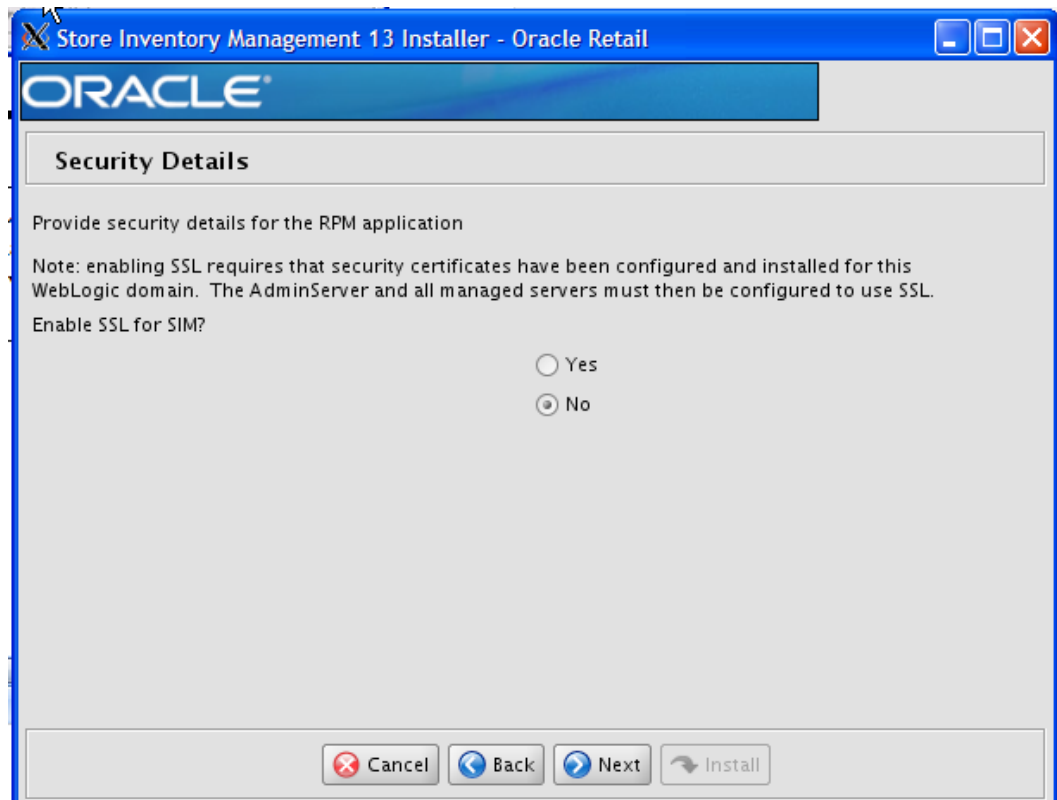 Store Inventory Management 13 Installer - Oracle Retail
ORACLE®
Security Details
Provide security details for the RPM application
Note: enabling SSL requires that security certificates have been configured and installed for this
WebLogic domain. The AdminServer and all managed servers must then be configured to use SSL.
Enable SSL for SIM?
Yes
No
Cancel
Back
Next
Install